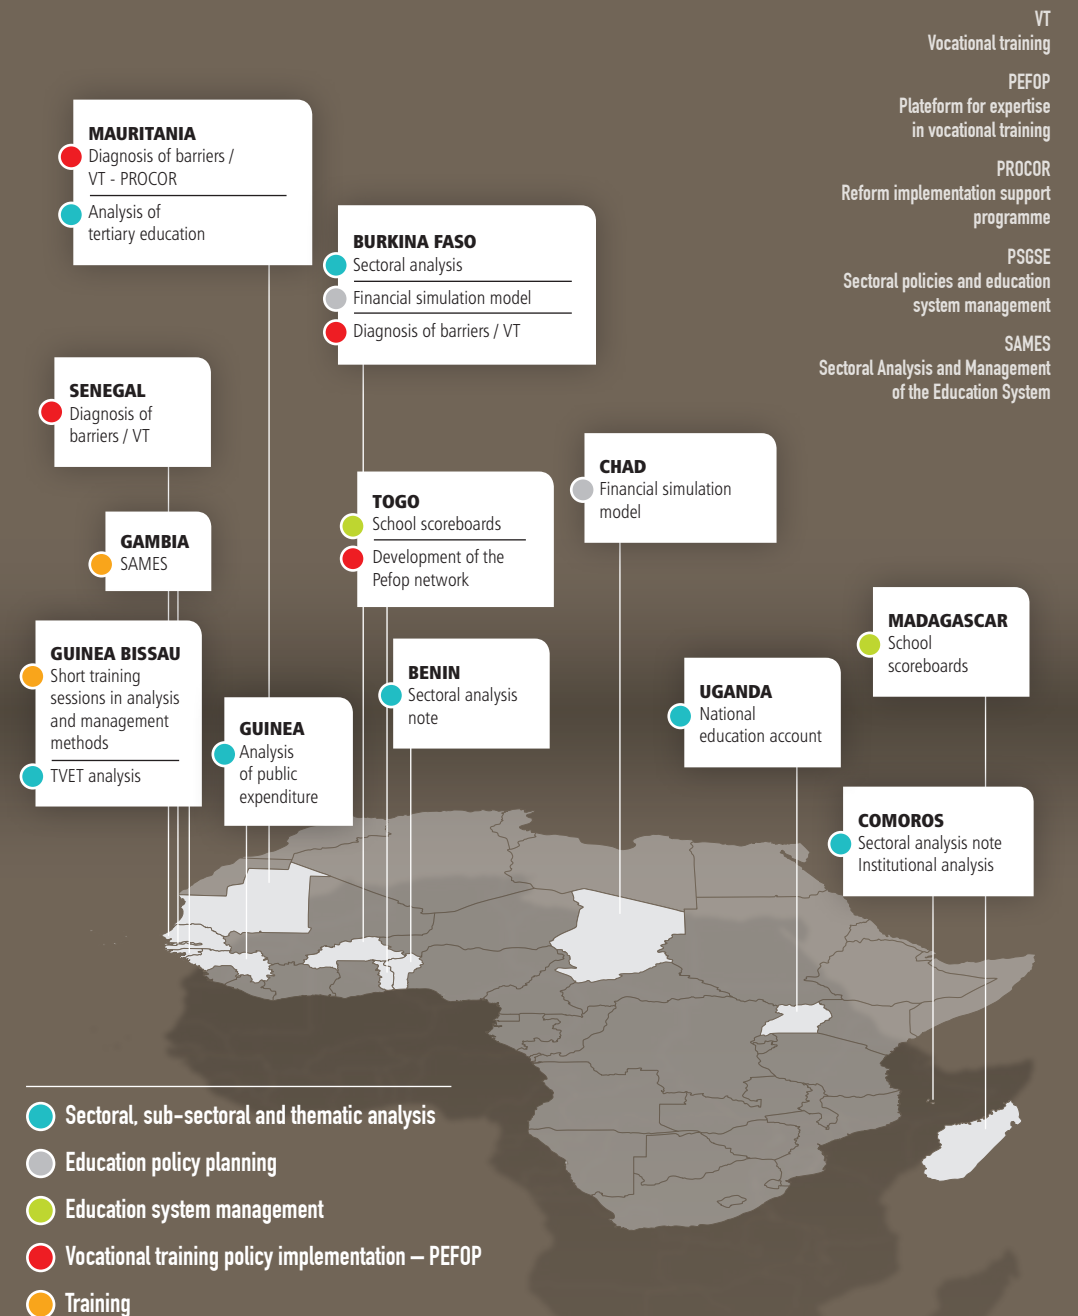 VT
Vocational training
PEFOP
Plateform for expertise
in vocational training
PROCOR
Reform implementation support
programme
PSGSE
Sectoral policies and education
system management
SAMES
Sectoral Analysis and Management
of the Education System
MAURITANIA
Diagnosis of barriers /
VT - PROCOR
Analysis of
tertiary education
BURKINA FASO
Sectoral analysis
Financial simulation model
Diagnosis of barriers / VT
SENEGAL
Diagnosis of
barriers / VT
CHAD
Financial simulation
model
TOGO
School scoreboards
Development of the
Pefop network
GAMBIA
SAMES
MADAGASCAR
School
scoreboards
GUINEA BISSAU
Short training
sessions in analysis
and management
methods
TVET analysis
BENIN
Sectoral analysis
note
UGANDA
National
education account
GUINEA
Analysis
of public
expenditure
COMOROS
Sectoral analysis note
Institutional analysis
Sectoral, sub-sectoral and thematic analysis
Education policy planning
Education system management
Vocational training policy implementation – PEFOP
Training